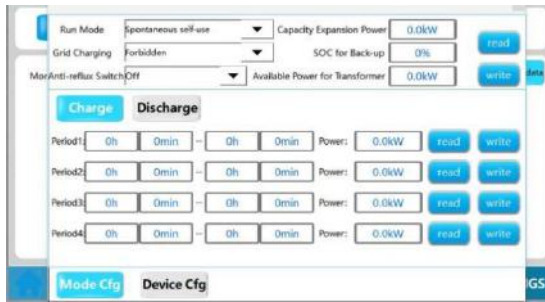 Run Mode Spontaneous self-use Capacity Expansion Power 0.0kW read
Grid Charging Forbidden SOC for Back-up 0%
Mor Anti-reflux Switch Off Available Power for Transformer 0.0kW write data
Charge Discharge
Period1: 0h 0min -- 0h 0min Power: 0.0kW read write
Period2: 0h 0min -- 0h 0min Power: 0.0kW read write
Period3: 0h 0min -- 0h 0min Power: 0.0kW read write
Period4: 0h 0min -- 0h 0min Power: 0.0kW read write
Mode Cfg Device Cfg GS